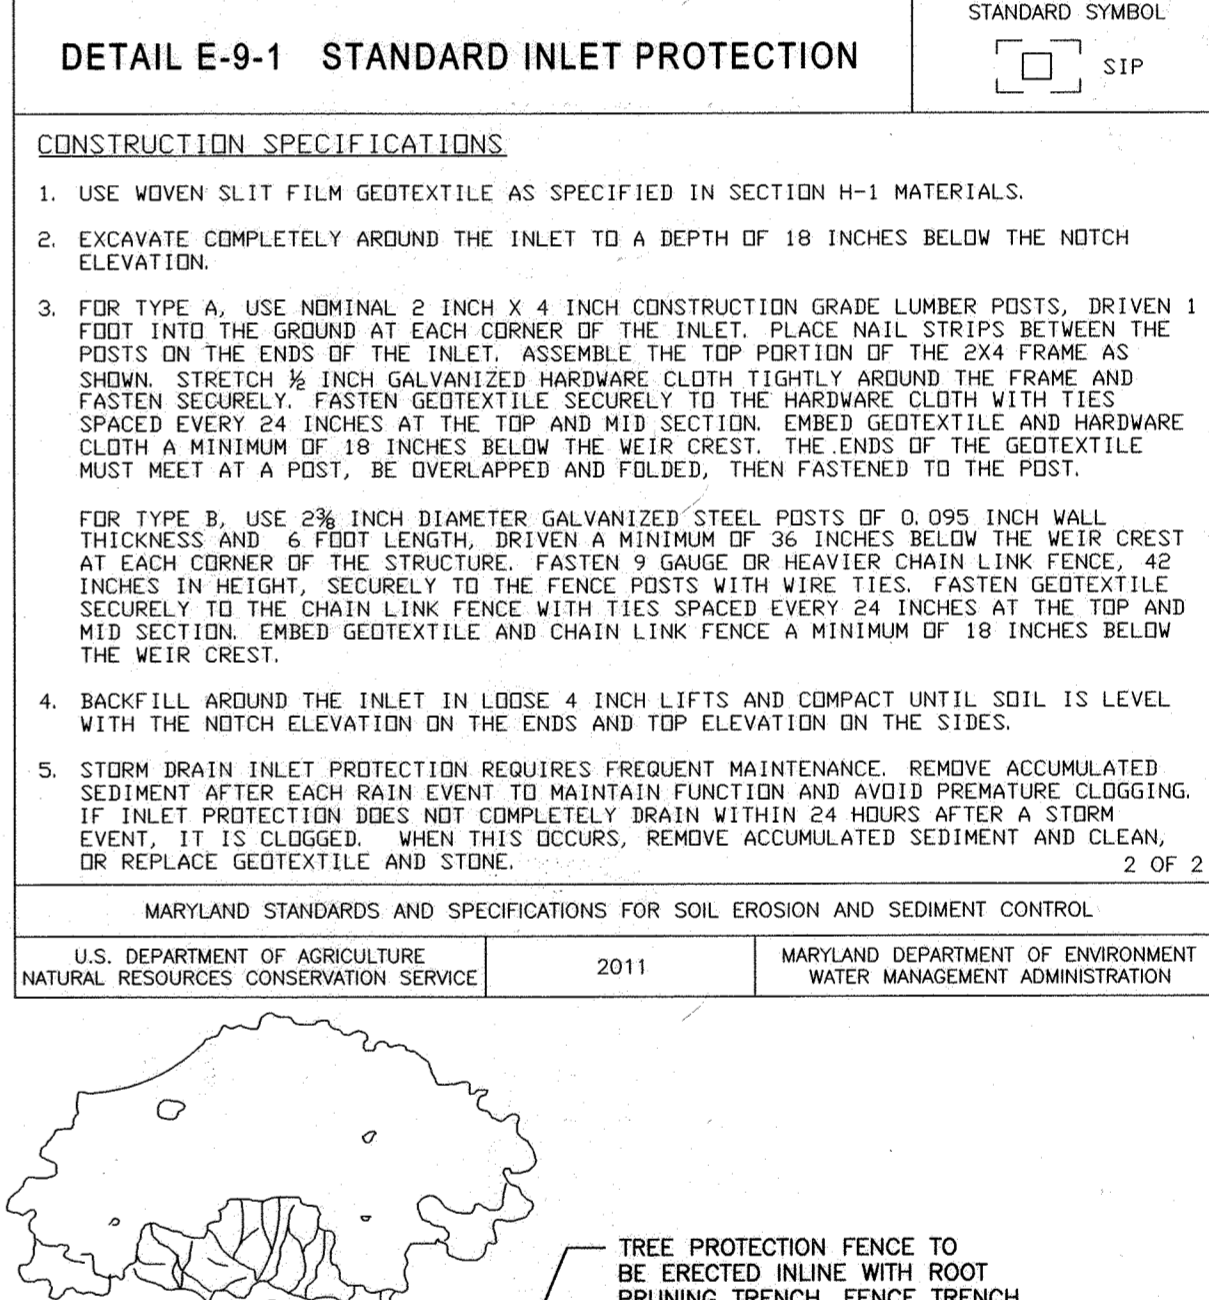 DETAIL E-9-1 STANDARD INLET PROTECTION
STANDARD SYMBOL
SIP
CONSTRUCTION SPECIFICATIONS
1. USE WOVEN SLIT FILM GEOTEXTILE AS SPECIFIED IN SECTION H-1 MATERIALS.
2. EXCAVATE COMPLETELY AROUND THE INLET TO A DEPTH OF 18 INCHES BELOW THE NOTCH
ELEVATION.
3. FOR TYPE A, USE NOMINAL 2 INCH X 4 INCH CONSTRUCTION GRADE LUMBER POSTS, DRIVEN 1
FOOT INTO THE GROUND AT EACH CORNER OF THE INLET. PLACE NAIL STRIPS BETWEEN THE
POSTS ON THE ENDS OF THE INLET. ASSEMBLE THE TOP PORTION OF THE 2X4 FRAME AS
SHOWN. STRETCH ½ INCH GALVANIZED HARDWARE CLOTH TIGHTLY AROUND THE FRAME AND
FASTEN SECURELY. FASTEN GEOTEXTILE SECURELY TO THE HARDWARE CLOTH WITH TIES
SPACED EVERY 24 INCHES AT THE TOP AND MID SECTION. EMBED GEOTEXTILE AND HARDWARE
CLOTH A MINIMUM OF 18 INCHES BELOW THE WEIR CREST. THE ENDS OF THE GEOTEXTILE
MUST MEET AT A POST, BE OVERLAPPED AND FOLDED, THEN FASTENED TO THE POST.
FOR TYPE B, USE 2⅜ INCH DIAMETER GALVANIZED STEEL POSTS OF 0.095 INCH WALL
THICKNESS AND 6 FOOT LENGTH, DRIVEN A MINIMUM OF 36 INCHES BELOW THE WEIR CREST
AT EACH CORNER OF THE STRUCTURE. FASTEN 9 GAUGE OR HEAVIER CHAIN LINK FENCE, 42
INCHES IN HEIGHT, SECURELY TO THE FENCE POSTS WITH WIRE TIES. FASTEN GEOTEXTILE
SECURELY TO THE CHAIN LINK FENCE WITH TIES SPACED EVERY 24 INCHES AT THE TOP AND
MID SECTION. EMBED GEOTEXTILE AND CHAIN LINK FENCE A MINIMUM OF 18 INCHES BELOW
THE WEIR CREST.
4. BACKFILL AROUND THE INLET IN LOOSE 4 INCH LIFTS AND COMPACT UNTIL SOIL IS LEVEL
WITH THE NOTCH ELEVATION ON THE ENDS AND TOP ELEVATION ON THE SIDES.
5. STORM DRAIN INLET PROTECTION REQUIRES FREQUENT MAINTENANCE. REMOVE ACCUMULATED
SEDIMENT AFTER EACH RAIN EVENT TO MAINTAIN FUNCTION AND AVOID PREMATURE CLOGGING.
IF INLET PROTECTION DOES NOT COMPLETELY DRAIN WITHIN 24 HOURS AFTER A STORM
EVENT, IT IS CLOGGED. WHEN THIS OCCURS, REMOVE ACCUMULATED SEDIMENT AND CLEAN,
OR REPLACE GEOTEXTILE AND STONE.
2 OF 2
MARYLAND STANDARDS AND SPECIFICATIONS FOR SOIL EROSION AND SEDIMENT CONTROL
U.S. DEPARTMENT OF AGRICULTURE
NATURAL RESOURCES CONSERVATION SERVICE
2011
MARYLAND DEPARTMENT OF ENVIRONMENT
WATER MANAGEMENT ADMINISTRATION
TREE PROTECTION FENCE TO
BE ERECTED INLINE WITH ROOT
PRUNING TRENCH. FENCE TRENCH